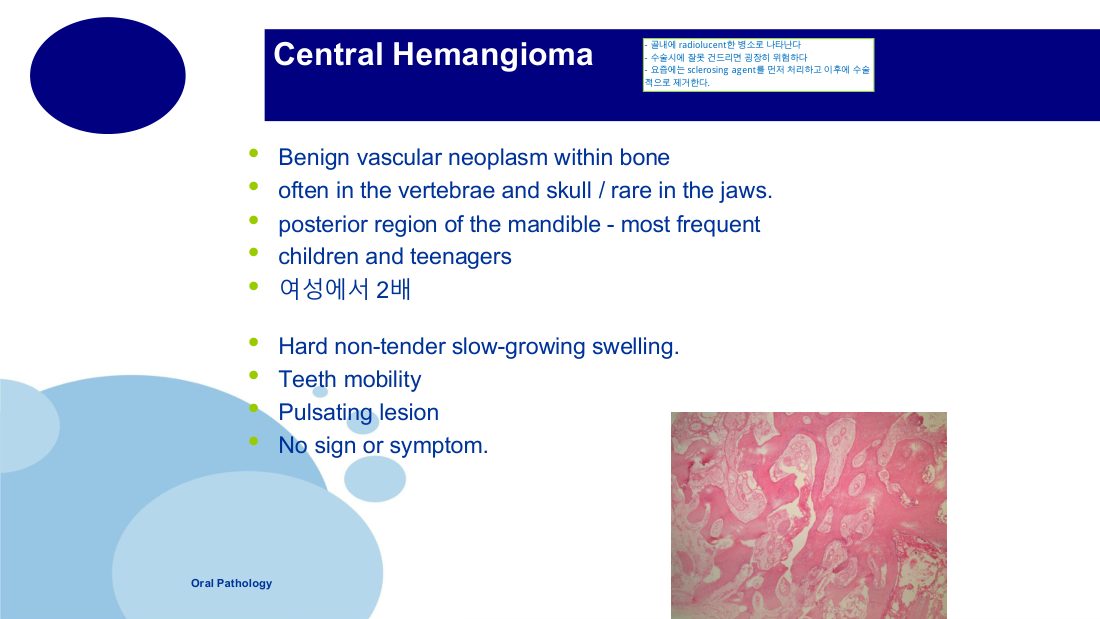 Central Hemangioma
- 골내에 radiolucent한 병소로 나타난다
- 수술시에 잘못 건드리면 굉장히 위험하다
- 요즘에는 sclerosing agent를 먼저 처리하고 이후에 수술
적으로 제거한다.
• Benign vascular neoplasm within bone
• often in the vertebrae and skull / rare in the jaws.
• posterior region of the mandible - most frequent
• children and teenagers
• 여성에서 2배
• Hard non-tender slow-growing swelling.
• Teeth mobility
• Pulsating lesion
• No sign or symptom.
Oral Pathology